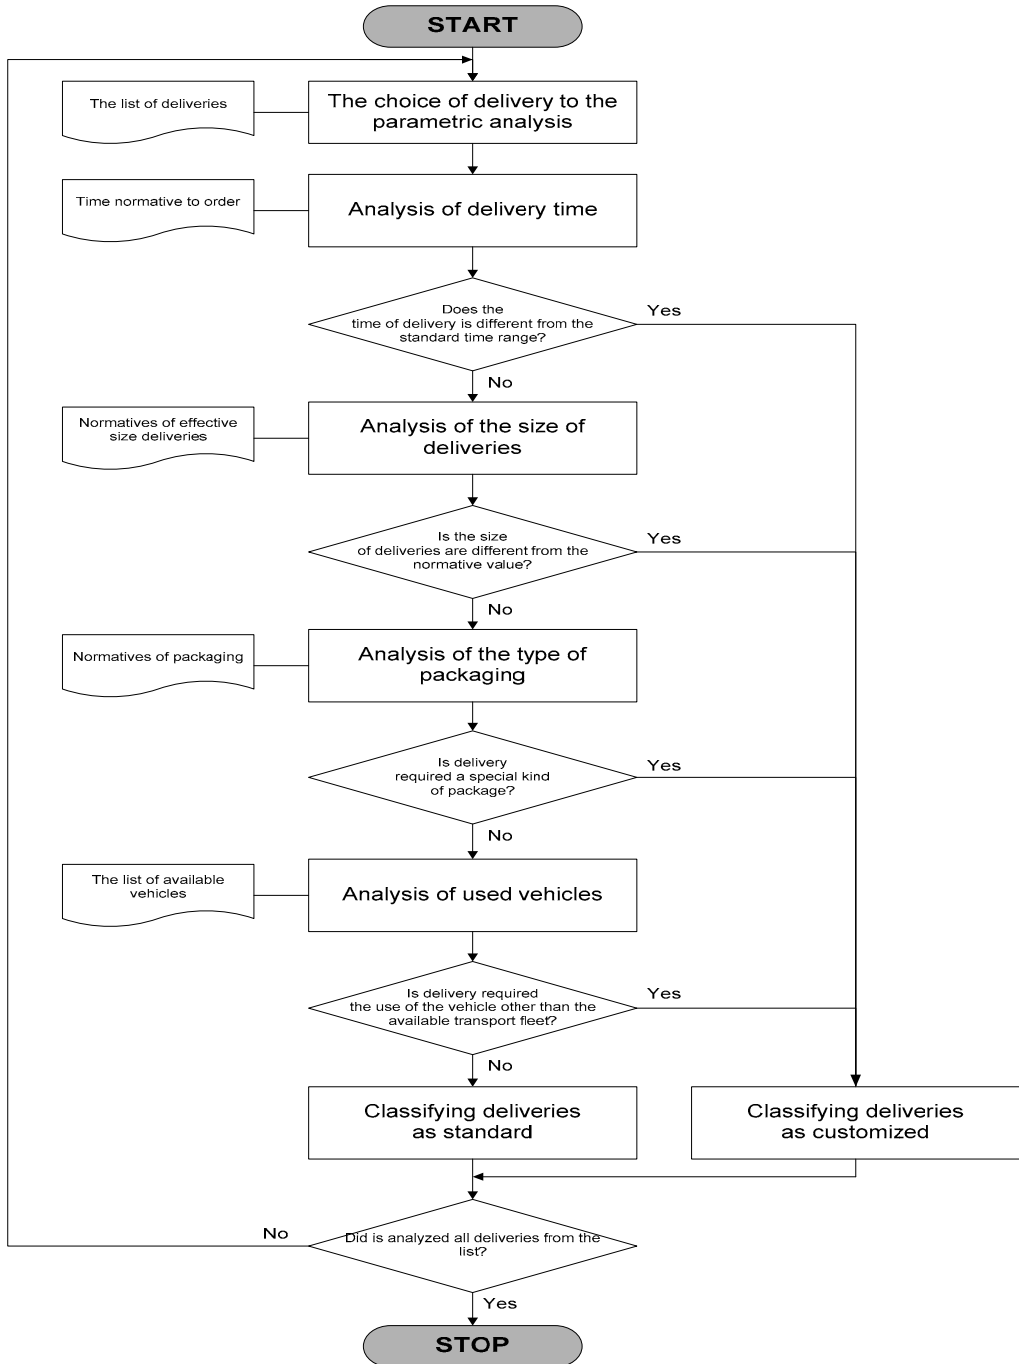 START
The list of deliveries
The choice of delivery to the
parametric analysis
Time normative to order
Analysis of delivery time
Does the
time of delivery is different from the
standard time range?
Yes
No
Normatives of effective
size deliveries
Analysis of the size of
deliveries
Is the size
of deliveries are different from the
normative value?
Yes
No
Normatives of packaging
Analysis of the type of
packaging
Is delivery
required a special kind
of package?
Yes
No
The list of available
vehicles
Analysis of used vehicles
Is delivery required
the use of the vehicle other than the
available transport fleet?
Yes
No
Classifying deliveries
as standard
Classifying deliveries
as customized
No
Did is analyzed all deliveries from the
list?
Yes
STOP